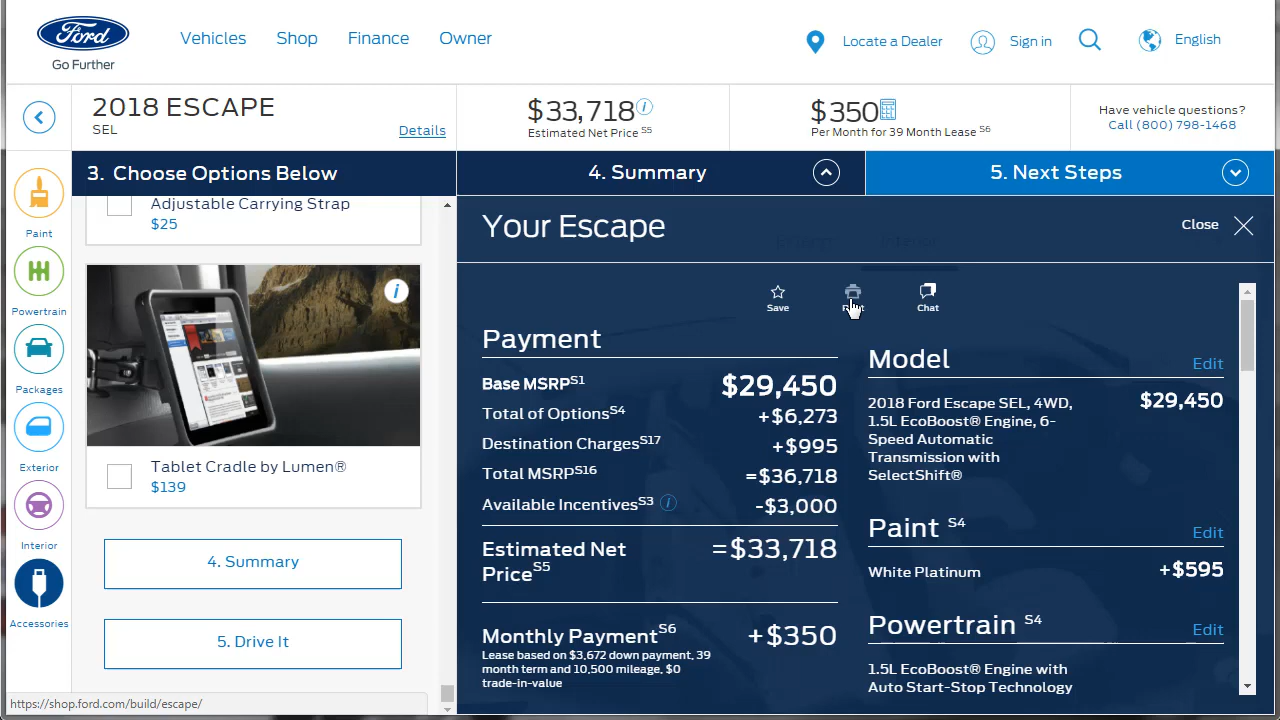 Ford
Go Further
Vehicles
Shop
Finance
Owner
Locate a Dealer
Sign in
English
2018 ESCAPE
SEL
Details
$33,718
Estimated Net Price S5
$350
Per Month for 39 Month Lease S6
Have vehicle questions?
Call (800) 798-1468
3. Choose Options Below
4. Summary
5. Next Steps
Paint
Powertrain
Packages
Exterior
Interior
Accessories
Adjustable Carrying Strap
$25
Tablet Cradle by Lumen®
$139
4. Summary
5. Drive It
https://shop.ford.com/build/escape/
Your Escape
Close
Save
Chat
Payment
Base MSRP S1 $29,450
Total of Options S4 +$6,273
Destination Charges S17 +$995
Total MSRP S16 =$36,718
Available Incentives S3 -$3,000
Estimated Net
Price S5 =$33,718
Monthly Payment S6 +$350
Lease based on $3,672 down payment, 39
month term and 10,500 mileage, $0
trade-in-value
Model
Edit
2018 Ford Escape SEL, 4WD, $29,450
1.5L EcoBoost® Engine, 6-
Speed Automatic
Transmission with
SelectShift®
Paint S4
Edit
White Platinum +$595
Powertrain S4
Edit
1.5L EcoBoost® Engine with
Auto Start-Stop Technology